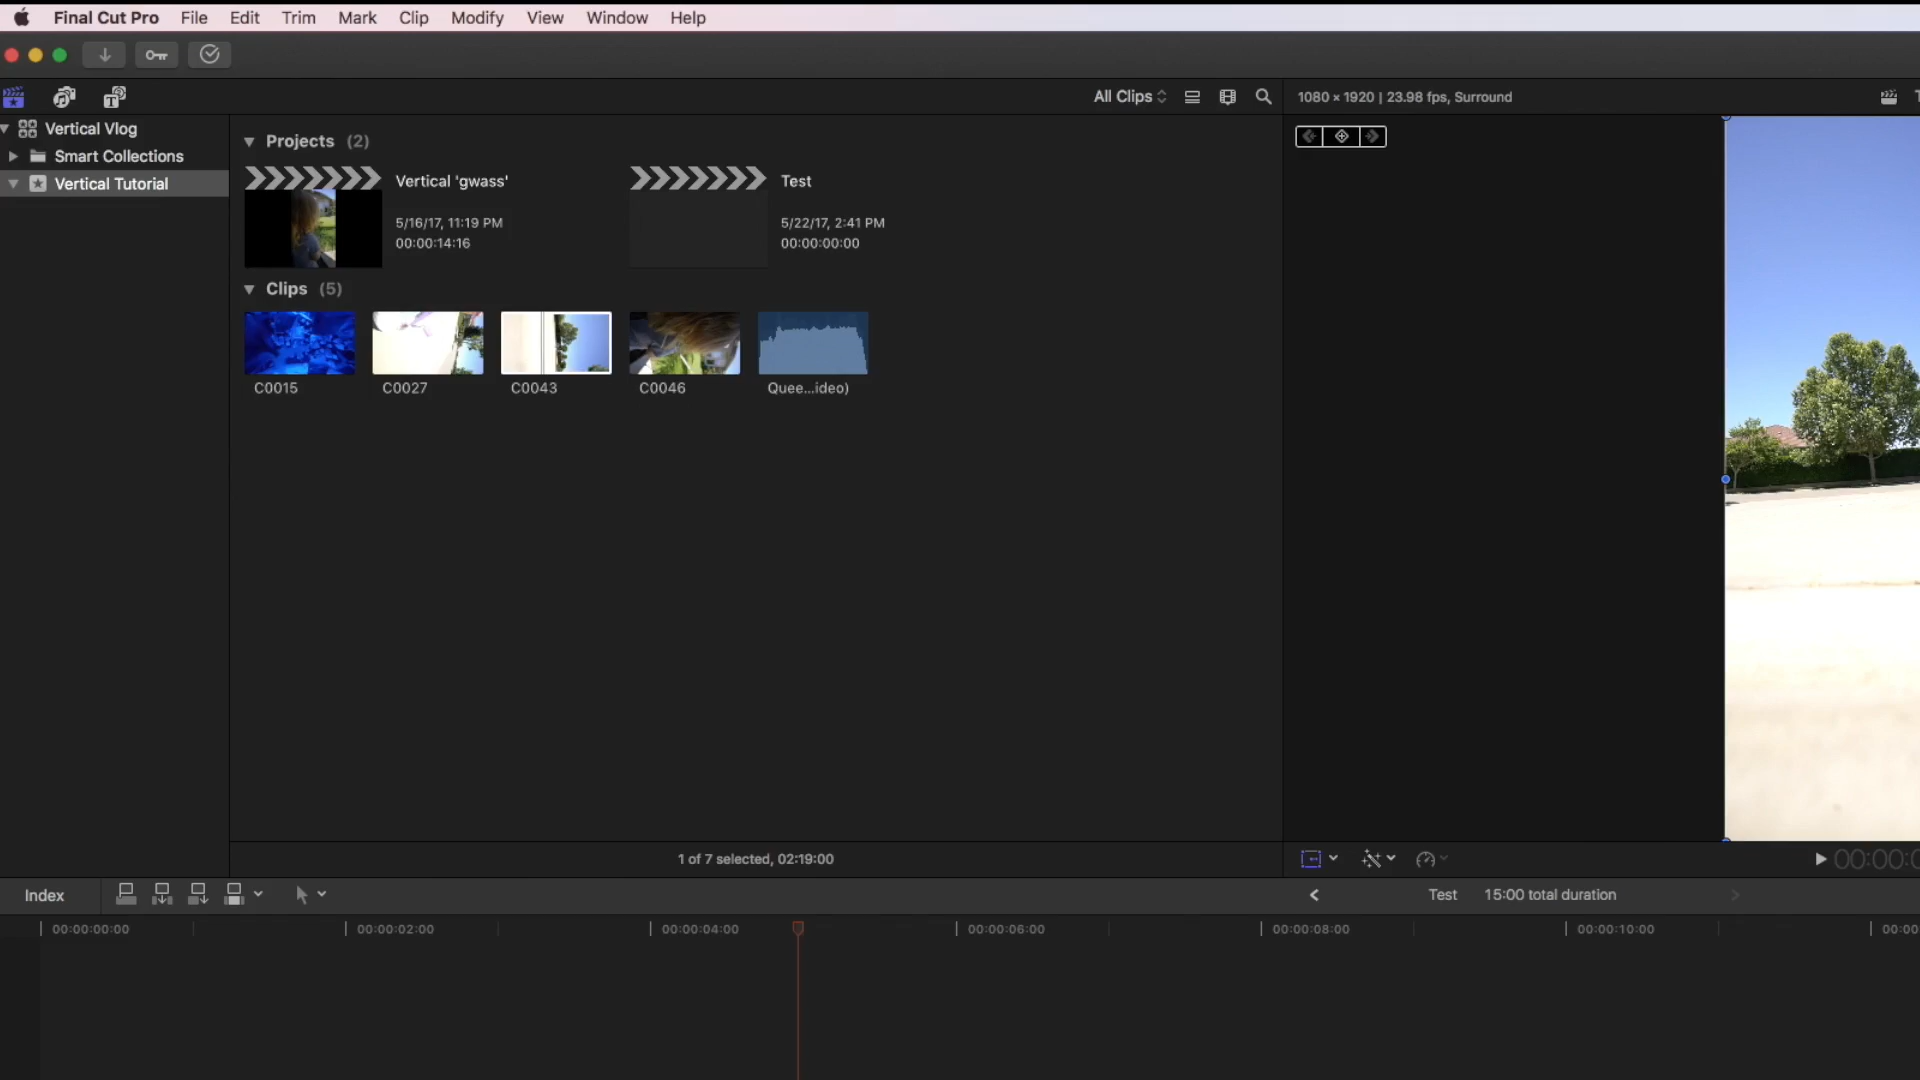 Final Cut Pro File Edit Trim Mark Clip Modify View Window Help
All Clips
1080 × 1920 | 23.98 fps, Surround
Vertical Vlog
Smart Collections
Vertical Tutorial
Projects (2)
Vertical 'gwass'
5/16/17, 11:19 PM
00:00:14:16
Test
5/22/17, 2:41 PM
00:00:00:00
Clips (5)
C0015
C0027
C0043
C0046
Quee...ideo)
1 of 7 selected, 02:19:00
00:00:0
Index
Test 15:00 total duration
00:00:00:00 00:00:02:00 00:00:04:00 00:00:06:00 00:00:08:00 00:00:10:00 00:00